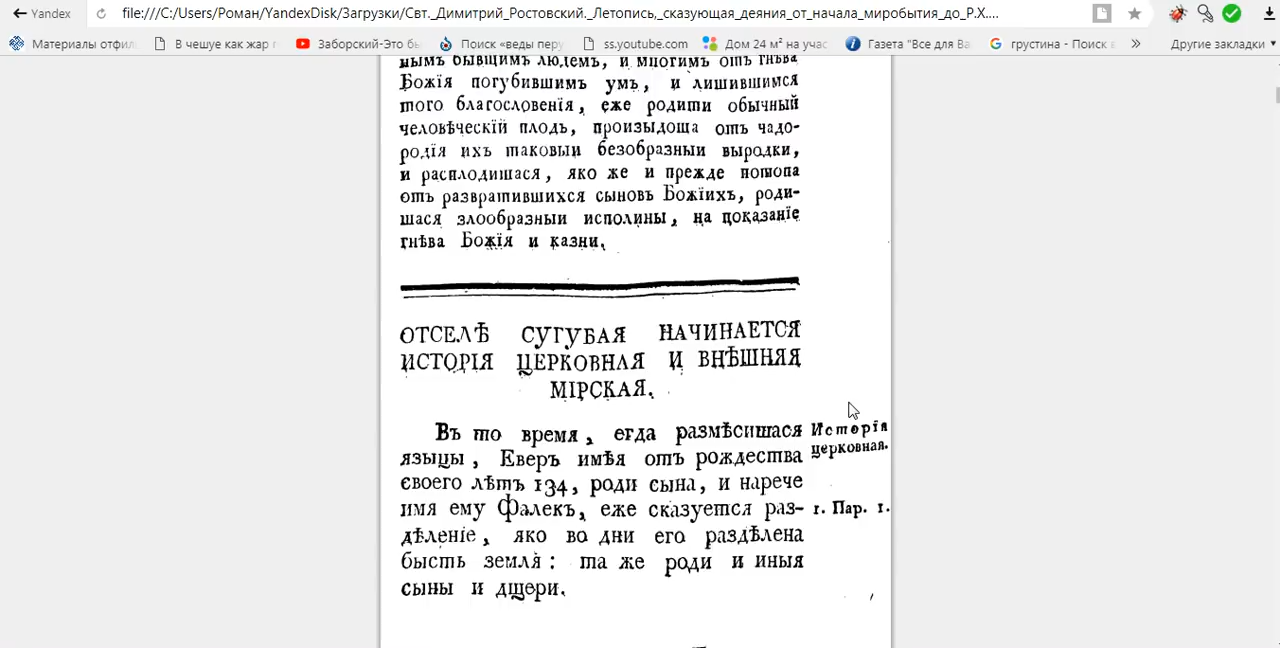 Yandex
file:///C:/Users/Роман/YandexDisk/Загрузки/Свт._Димитрий_Ростовский._Летопись,_сказующая_деяния_от_начала_миробытия_до_Р.Х....
Материалы отфил В чешуе как жар г Заборский-Это бы Поиск «веды перу ss.youtube.com Дом 24 м² на учас Газета "Все для Ва грустина - Поиск в » Другие закладки
нымъ бывщимъ людемъ, и многимъ отъ гнѣва
Божія погубившимъ умъ, и лишившимся
того благословенія, еже родити обычный
человѣческій плодъ, произыдоша отъ чадо-
родія ихъ таковыи безобразныи выродки,
и расплодишася, яко же и прежде потопа
отъ развратившихся сыновъ Божіихъ, роди-
шася злообразныи исполины, на показаніе
гнѣва Божія и казни.
ОТСЕЛѢ СУГУБАЯ НАЧИНАЕТСЯ
ИСТОРІЯ ЦЕРКОВНАЯ И ВНѢШНЯЯ
МІРСКАЯ.
Въ то время, егда размѣсишася
языцы, Еверъ имѣя отъ рождества
своего лѣтъ 134, роди сына, и нарече
имя ему Фалекъ, еже сказуется раз-
дѣленіе, яко во дни его раздѣлена
бысть земля: та же роди и иныя
сыны и дщери.
Исторія
церковная.
1. Пар. 1.